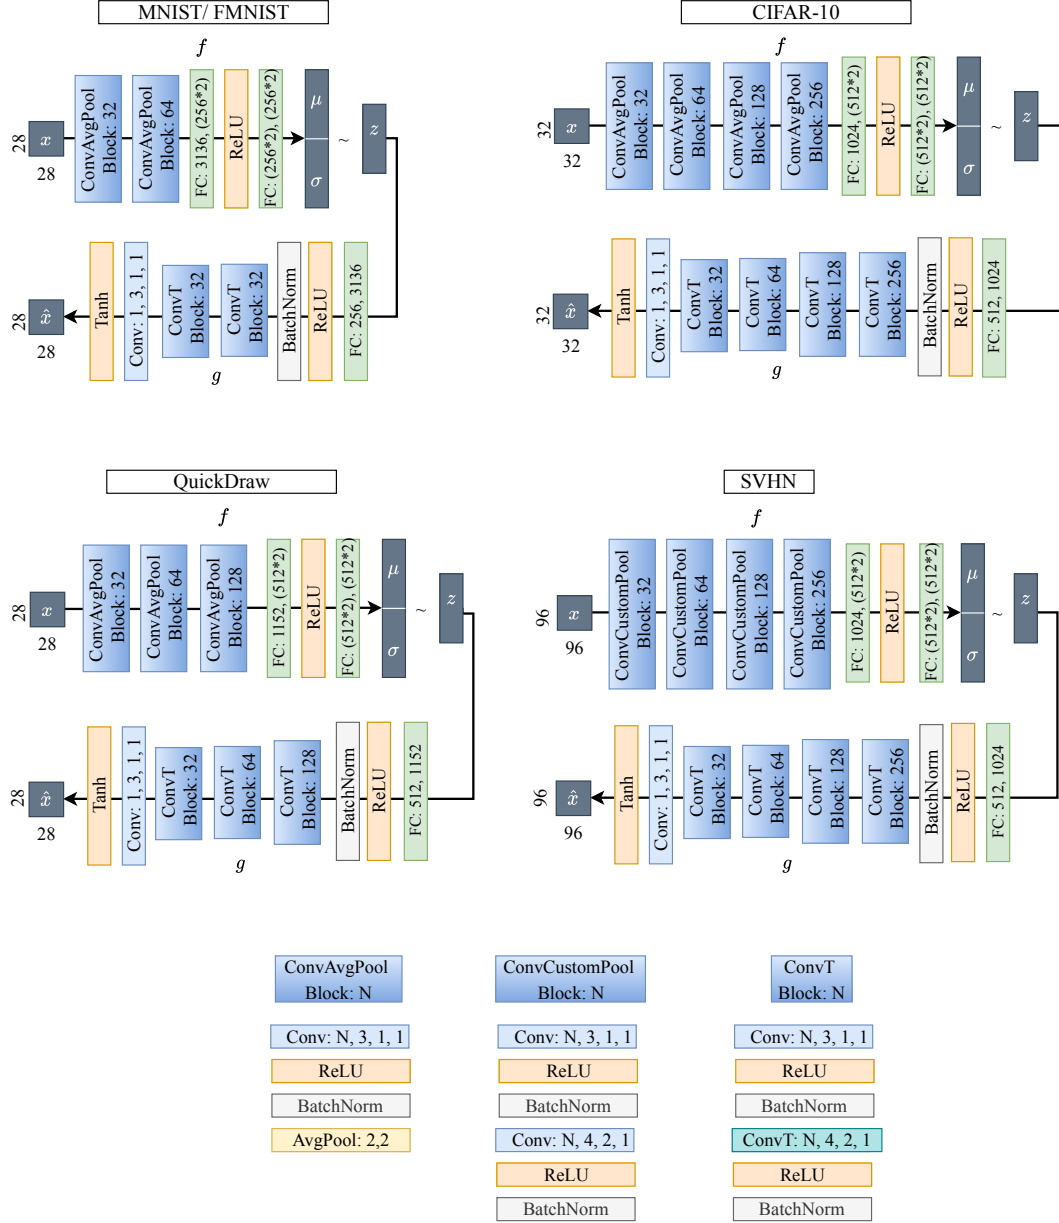 MNIST/ FMNIST
f
28
x
28
ConvAvgPool
Block: 32
ConvAvgPool
Block: 64
FC: 3136, (256*2)
ReLU
FC: (256*2), (256*2)
μ
σ
~
z
28
x̂
28
Tanh
Conv: 1, 3, 1, 1
ConvT
Block: 32
ConvT
Block: 32
BatchNorm
ReLU
FC: 256, 3136
g
CIFAR-10
f
32
x
32
ConvAvgPool
Block: 32
ConvAvgPool
Block: 64
ConvAvgPool
Block: 128
ConvAvgPool
Block: 256
FC: 1024, (512*2)
ReLU
FC: (512*2), (512*2)
μ
σ
~
z
32
x̂
32
Tanh
Conv: 1, 3, 1, 1
ConvT
Block: 32
ConvT
Block: 64
ConvT
Block: 128
ConvT
Block: 256
BatchNorm
ReLU
FC: 512, 1024
g
QuickDraw
f
28
x
28
ConvAvgPool
Block: 32
ConvAvgPool
Block: 64
ConvAvgPool
Block: 128
FC: 1152, (512*2)
ReLU
FC: (512*2), (512*2)
μ
σ
~
z
28
x̂
28
Tanh
Conv: 1, 3, 1, 1
ConvT
Block: 32
ConvT
Block: 64
ConvT
Block: 128
BatchNorm
ReLU
FC: 512, 1152
g
SVHN
f
96
x
96
ConvCustomPool
Block: 32
ConvCustomPool
Block: 64
ConvCustomPool
Block: 128
ConvCustomPool
Block: 256
FC: 1024, (512*2)
ReLU
FC: (512*2), (512*2)
μ
σ
~
z
96
x̂
96
Tanh
Conv: 1, 3, 1, 1
ConvT
Block: 32
ConvT
Block: 64
ConvT
Block: 128
ConvT
Block: 256
BatchNorm
ReLU
FC: 512, 1024
g
ConvAvgPool
Block: N
Conv: N, 3, 1, 1
ReLU
BatchNorm
AvgPool: 2,2
ConvCustomPool
Block: N
Conv: N, 3, 1, 1
ReLU
BatchNorm
Conv: N, 4, 2, 1
ReLU
BatchNorm
ConvT
Block: N
Conv: N, 3, 1, 1
ReLU
BatchNorm
ConvT: N, 4, 2, 1
ReLU
BatchNorm